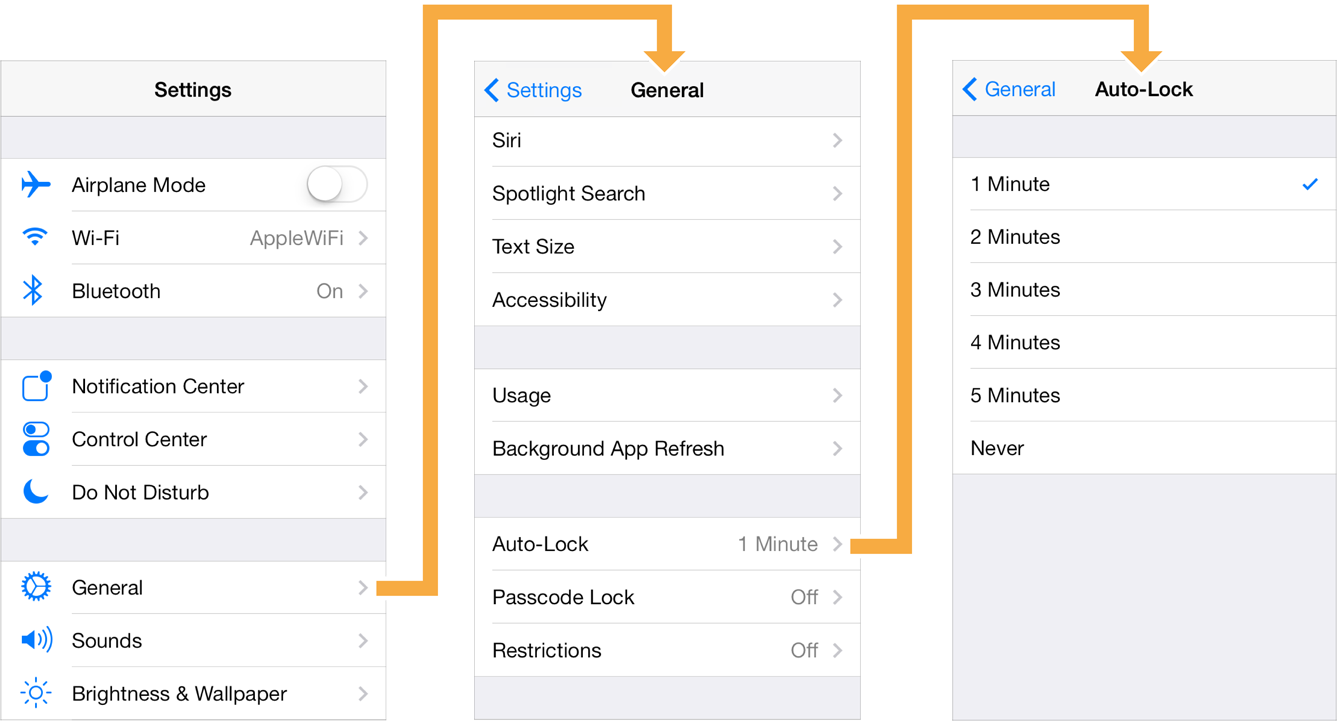 Settings
Airplane Mode
Wi-Fi AppleWiFi
Bluetooth On
Notification Center
Control Center
Do Not Disturb
General
Sounds
Brightness & Wallpaper
Settings General
Siri
Spotlight Search
Text Size
Accessibility
Usage
Background App Refresh
Auto-Lock 1 Minute
Passcode Lock Off
Restrictions Off
General Auto-Lock
1 Minute
2 Minutes
3 Minutes
4 Minutes
5 Minutes
Never